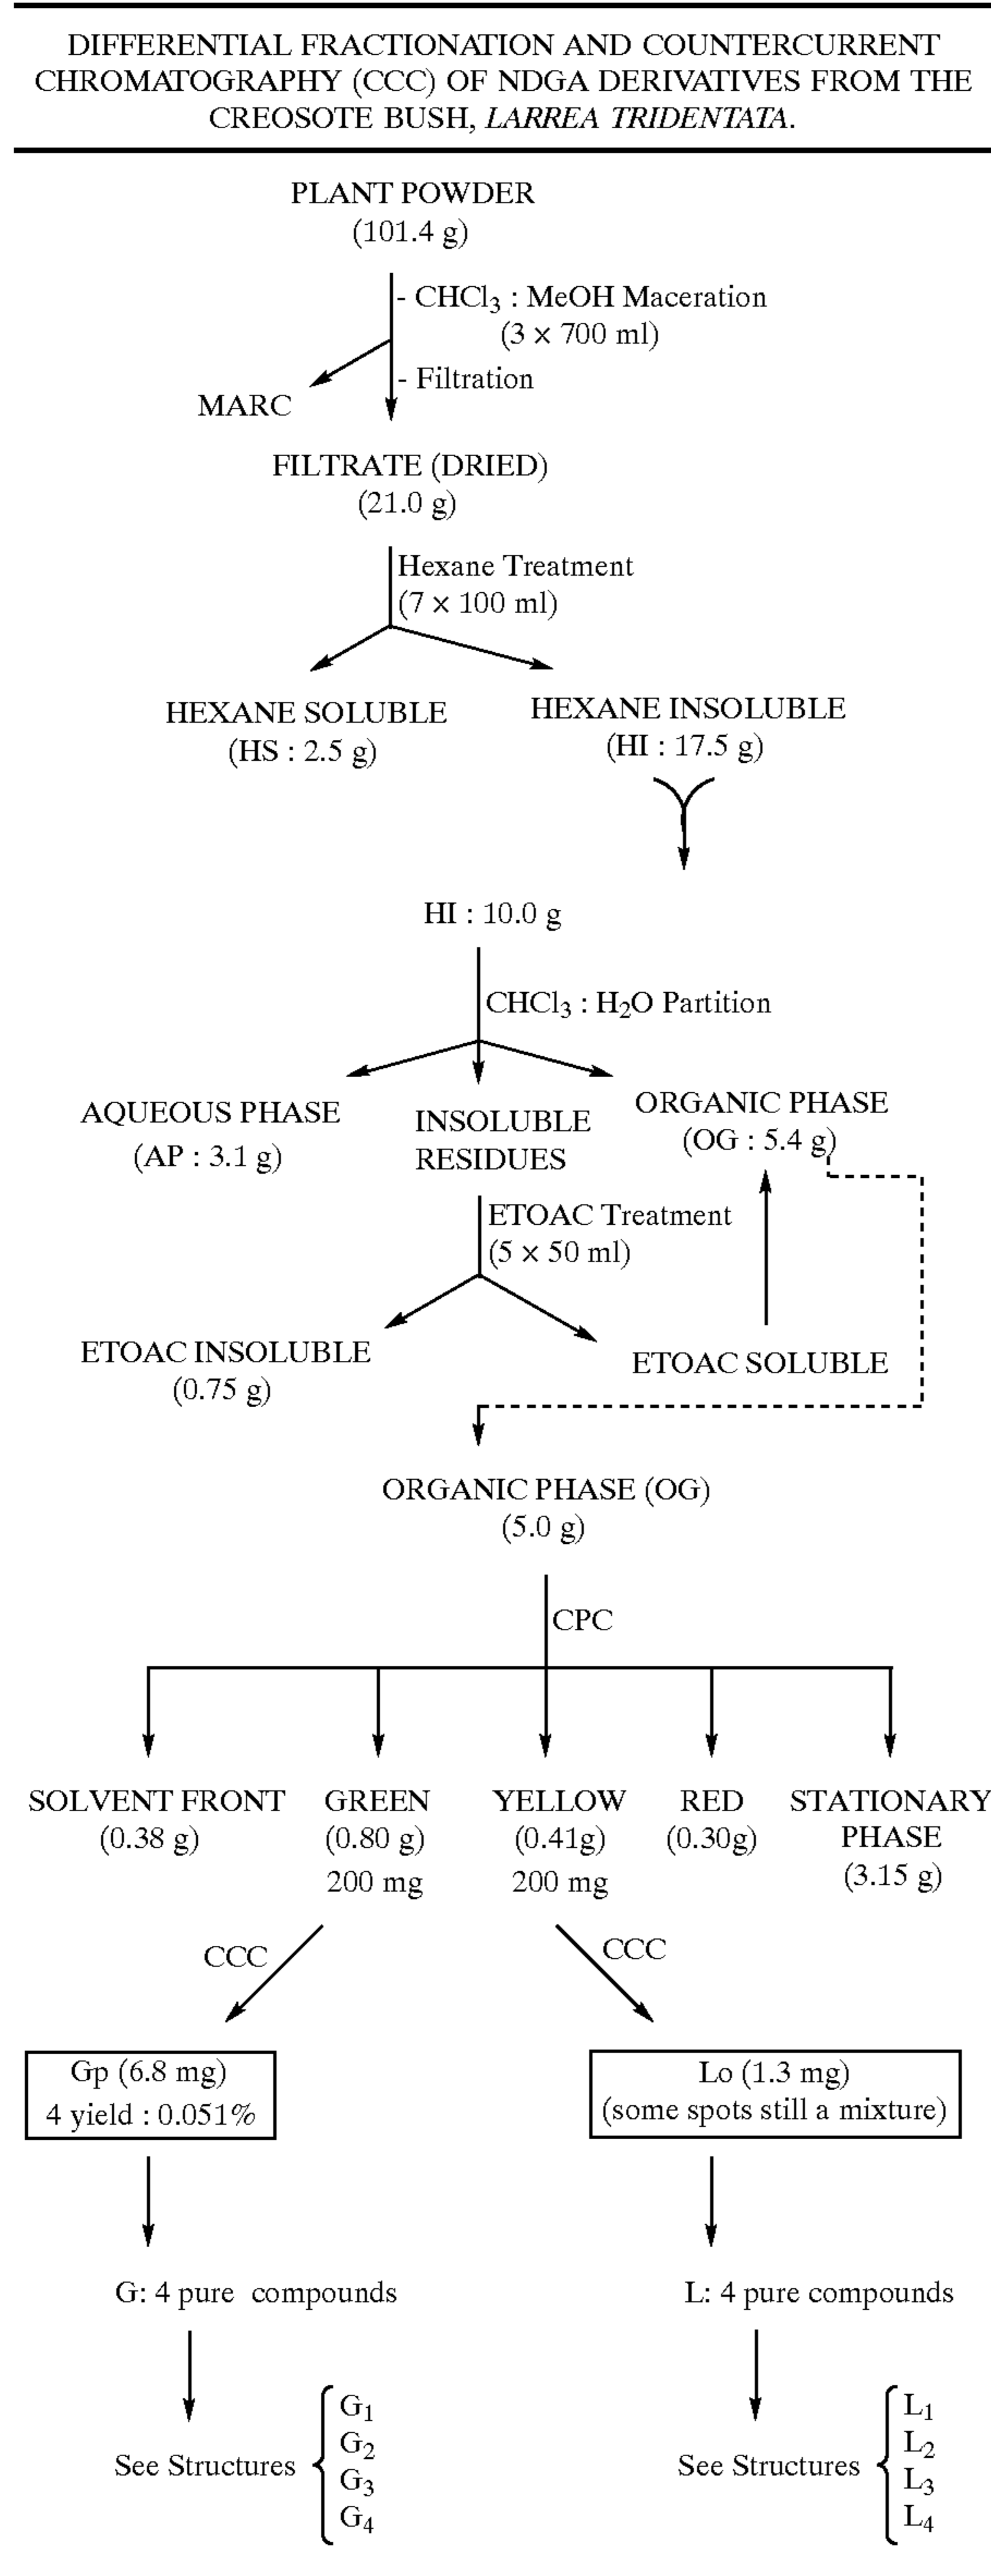 DIFFERENTIAL FRACTIONATION AND COUNTERCURRENT
CHROMATOGRAPHY (CCC) OF NDGA DERIVATIVES FROM THE
CREOSOTE BUSH, LARREA TRIDENTATA.
PLANT POWDER
(101.4 g)
- CHCl₃ : MeOH Maceration
(3 × 700 ml)
- Filtration
MARC
FILTRATE (DRIED)
(21.0 g)
Hexane Treatment
(7 × 100 ml)
HEXANE SOLUBLE
(HS : 2.5 g)
HEXANE INSOLUBLE
(HI : 17.5 g)
HI : 10.0 g
CHCl₃ : H₂O Partition
AQUEOUS PHASE
(AP : 3.1 g)
INSOLUBLE
RESIDUES
ORGANIC PHASE
(OG : 5.4 g)
ETOAC Treatment
(5 × 50 ml)
ETOAC INSOLUBLE
(0.75 g)
ETOAC SOLUBLE
ORGANIC PHASE (OG)
(5.0 g)
CPC
SOLVENT FRONT
(0.38 g)
GREEN
(0.80 g)
200 mg
YELLOW
(0.41g)
200 mg
RED
(0.30g)
STATIONARY
PHASE
(3.15 g)
CCC
CCC
Gp (6.8 mg)
4 yield : 0.051%
Lo (1.3 mg)
(some spots still a mixture)
G: 4 pure compounds
L: 4 pure compounds
See Structures
G₁
G₂
G₃
G₄
See Structures
L₁
L₂
L₃
L₄